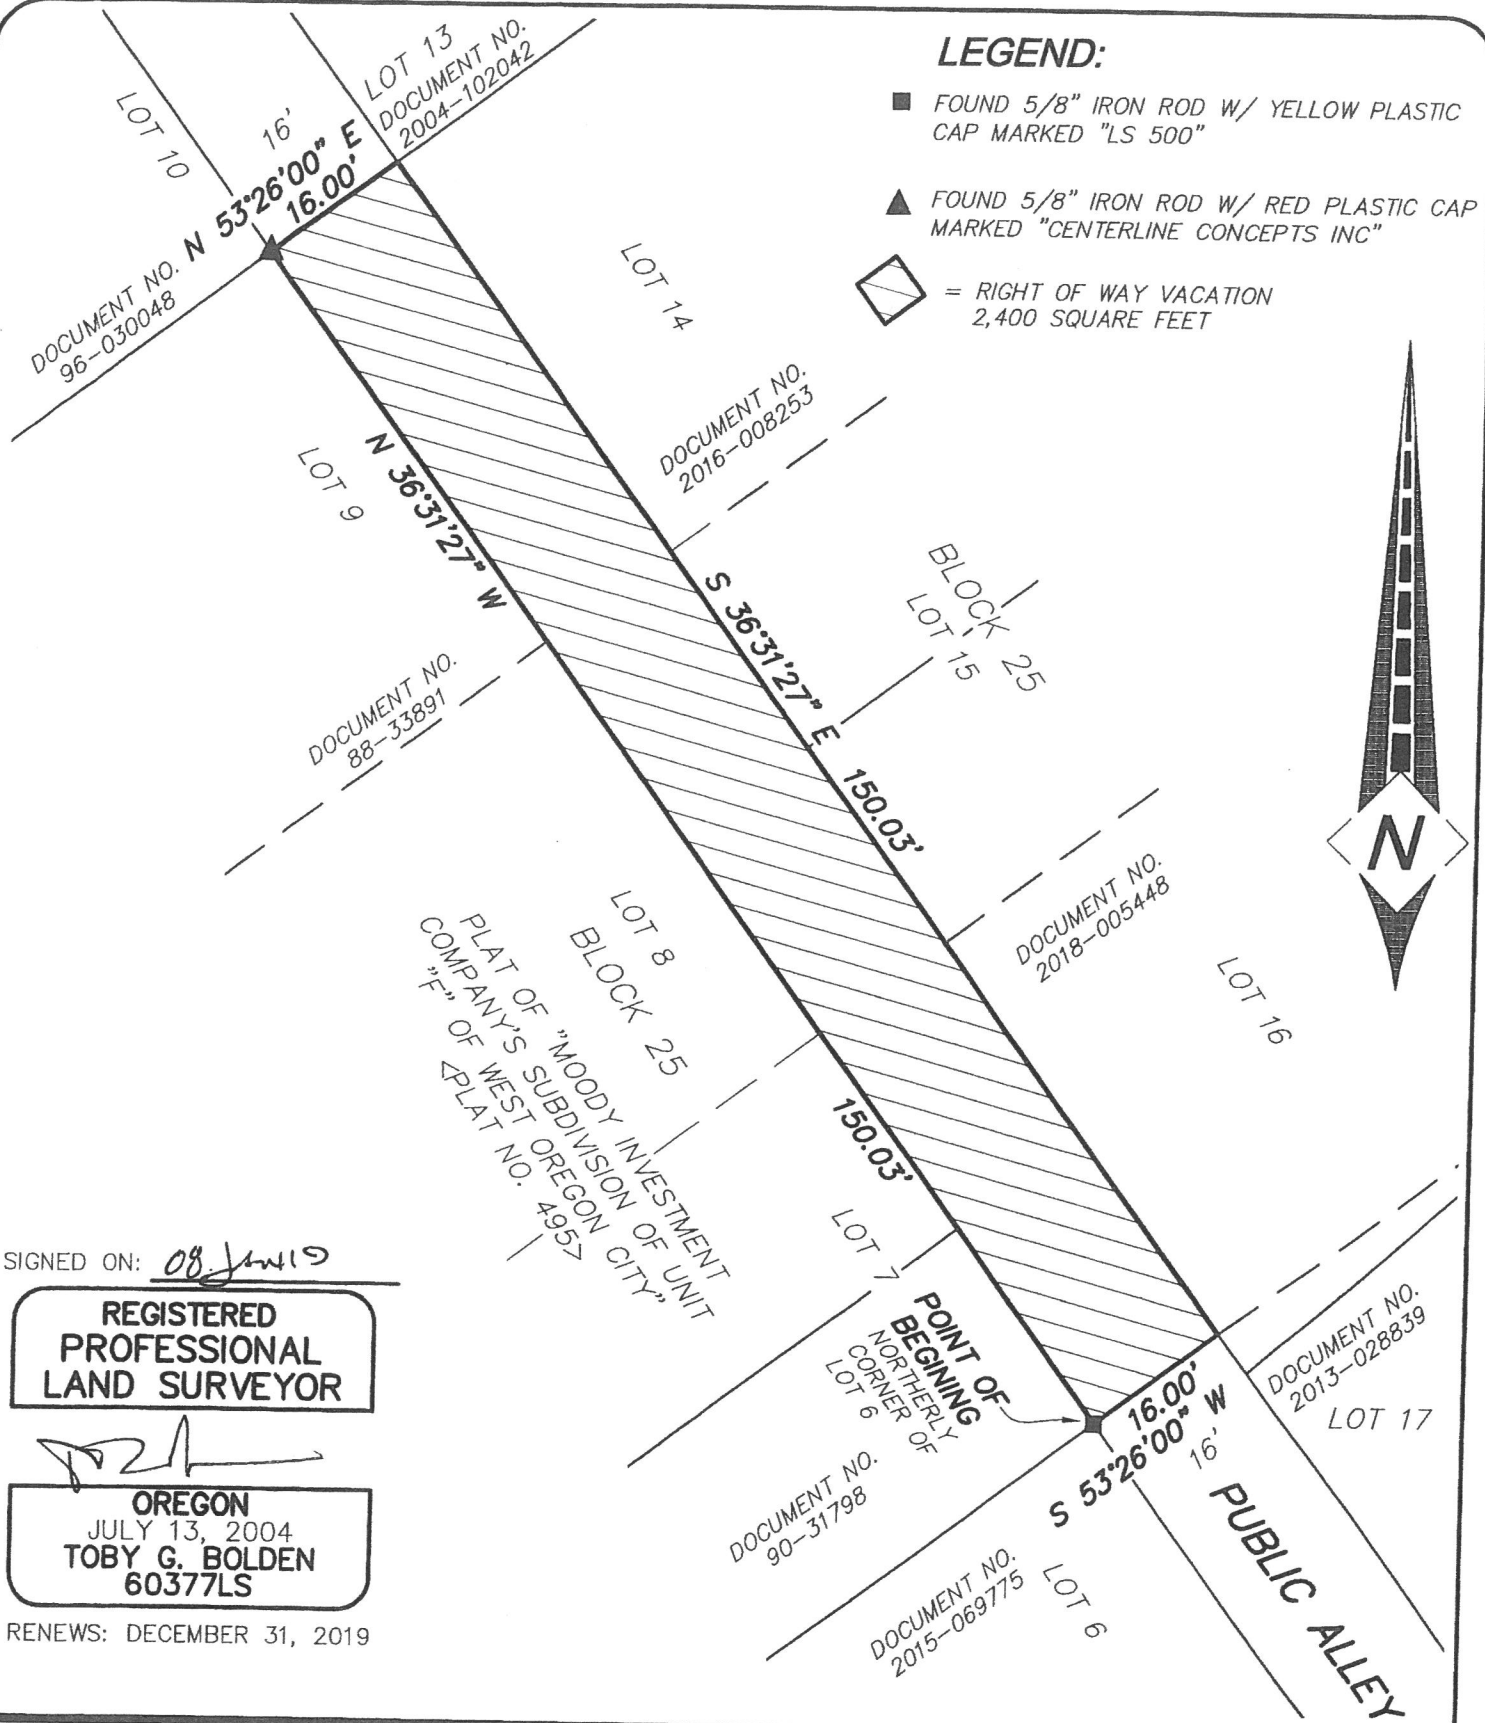 LEGEND:
FOUND 5/8" IRON ROD W/ YELLOW PLASTIC
CAP MARKED "LS 500"
FOUND 5/8" IRON ROD W/ RED PLASTIC CAP
MARKED "CENTERLINE CONCEPTS INC"
= RIGHT OF WAY VACATION
2,400 SQUARE FEET
LOT 13
DOCUMENT NO.
2004-102042
LOT 10
16'
N 53°26'00" E
16.00'
DOCUMENT NO.
96-030048
LOT 14
DOCUMENT NO.
2016-008253
LOT 9
N 36°31'27" W
S 36°31'27" E
150.03'
BLOCK 25
LOT 15
DOCUMENT NO.
88-33891
N
DOCUMENT NO.
2018-005448
LOT 16
LOT 8
BLOCK 25
PLAT OF "MOODY INVESTMENT
COMPANY'S SUBDIVISION OF UNIT
"F" OF WEST OREGON CITY"
<PLAT NO. 495>
150.03'
LOT 7
POINT OF
BEGINING
NORTHERLY
CORNER OF
LOT 6
16.00'
S 53°26'00" W
16'
DOCUMENT NO.
2013-028839
LOT 17
DOCUMENT NO.
90-31798
DOCUMENT NO.
2015-069775
LOT 6
PUBLIC ALLEY
SIGNED ON: 08. JAN 19
REGISTERED
PROFESSIONAL
LAND SURVEYOR
OREGON
JULY 13, 2004
TOBY G. BOLDEN
60377LS
RENEWS: DECEMBER 31, 2019